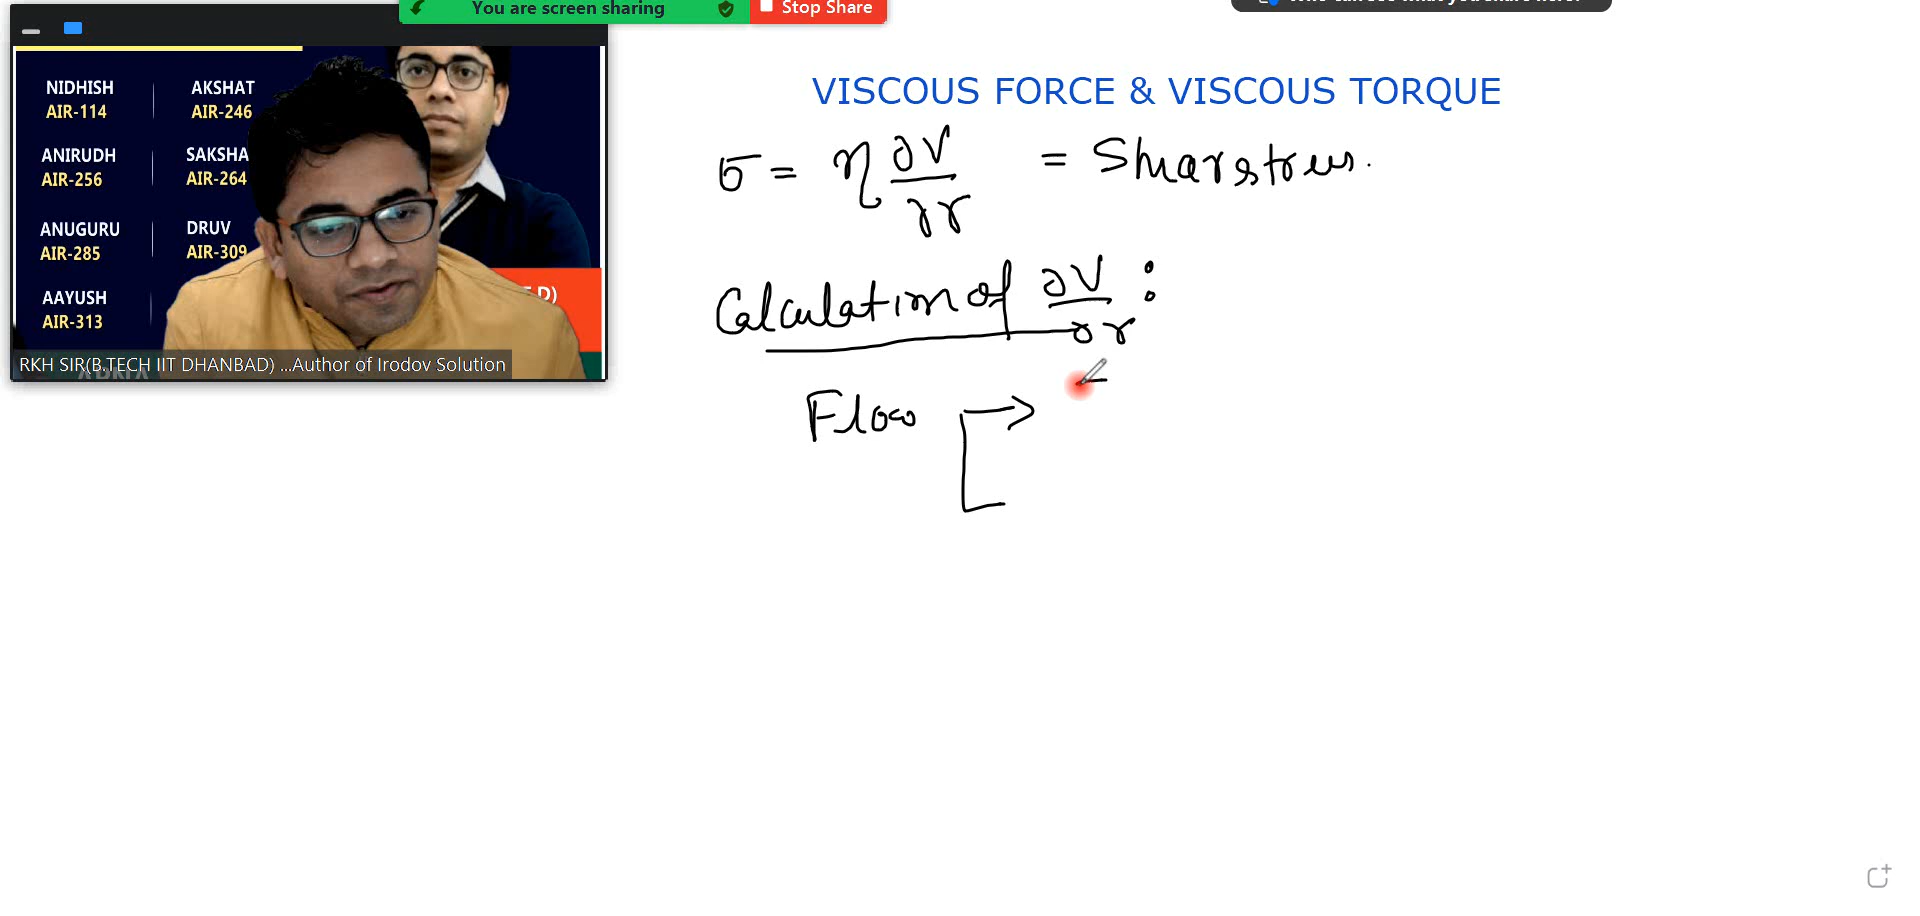 You are screen sharing
Stop Share
NIDHISH AKSHAT
AIR-114 AIR-246
ANIRUDH SAKSHA
AIR-256 AIR-264
ANUGURU DRUV
AIR-285 AIR-309
AAYUSH
AIR-313
RKH SIR(B.TECH IIT DHANBAD) ...Author of Irodov Solution
VISCOUS FORCE & VISCOUS TORQUE
σ = η ∂V/∂r = Shear stress.
Calculation of ∂V/∂r :
Flow